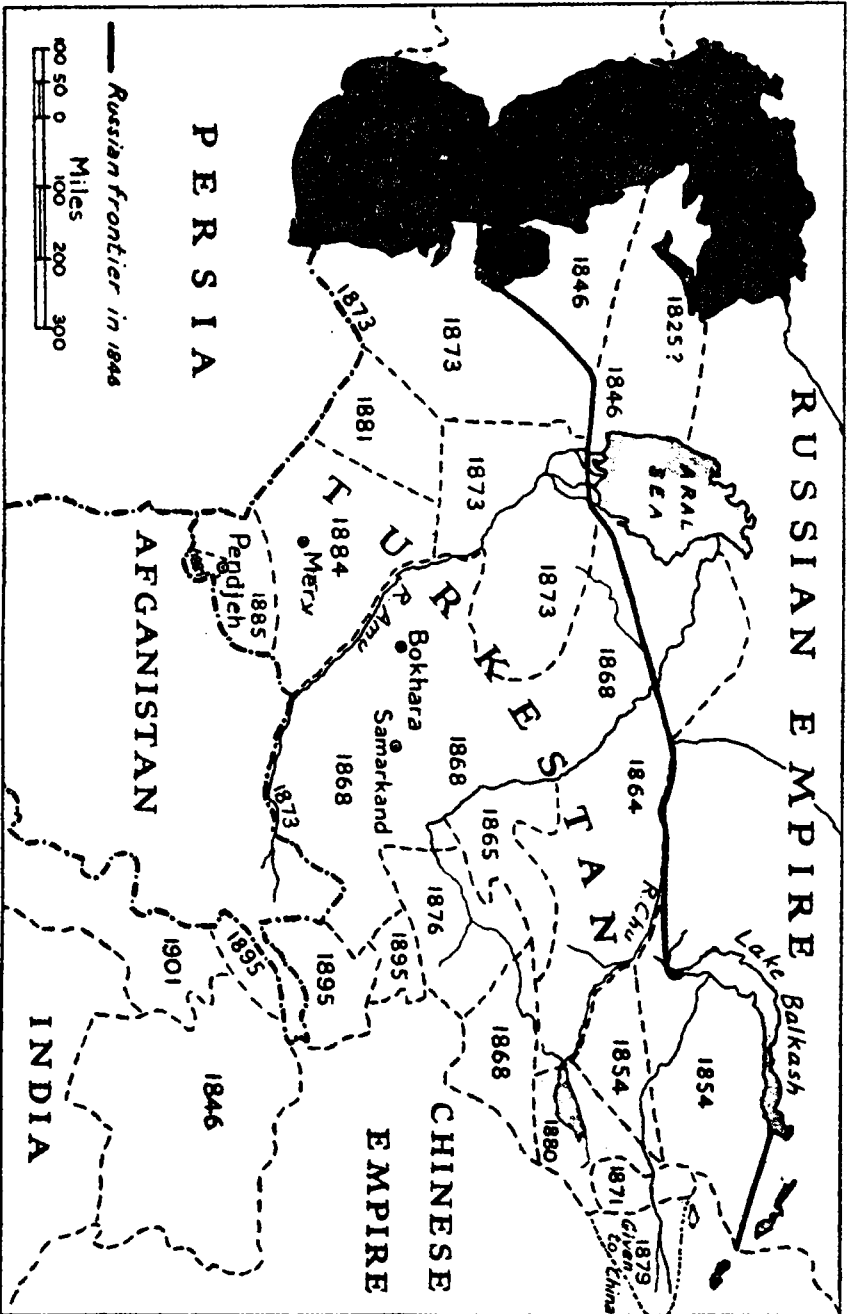 RUSSIAN EMPIRE
1825?
1846
1846
ARAL
SEA
Lake Balkash
1873
1873
1873
1873
1881
TURKESTAN
1884
Merv
Pendjeh
1885
R. Amu
Bokhara
Samarkand
1868
1868
1868
1864
1865
1876
R. Chu
1854
1854
1868
1880
1871
1879
Given
to China
1873
1895
1895
1895
1901
1846
PERSIA
AFGANISTAN
INDIA
CHINESE
EMPIRE
Russian frontier in 1846
100 50 0 100 200 300
Miles